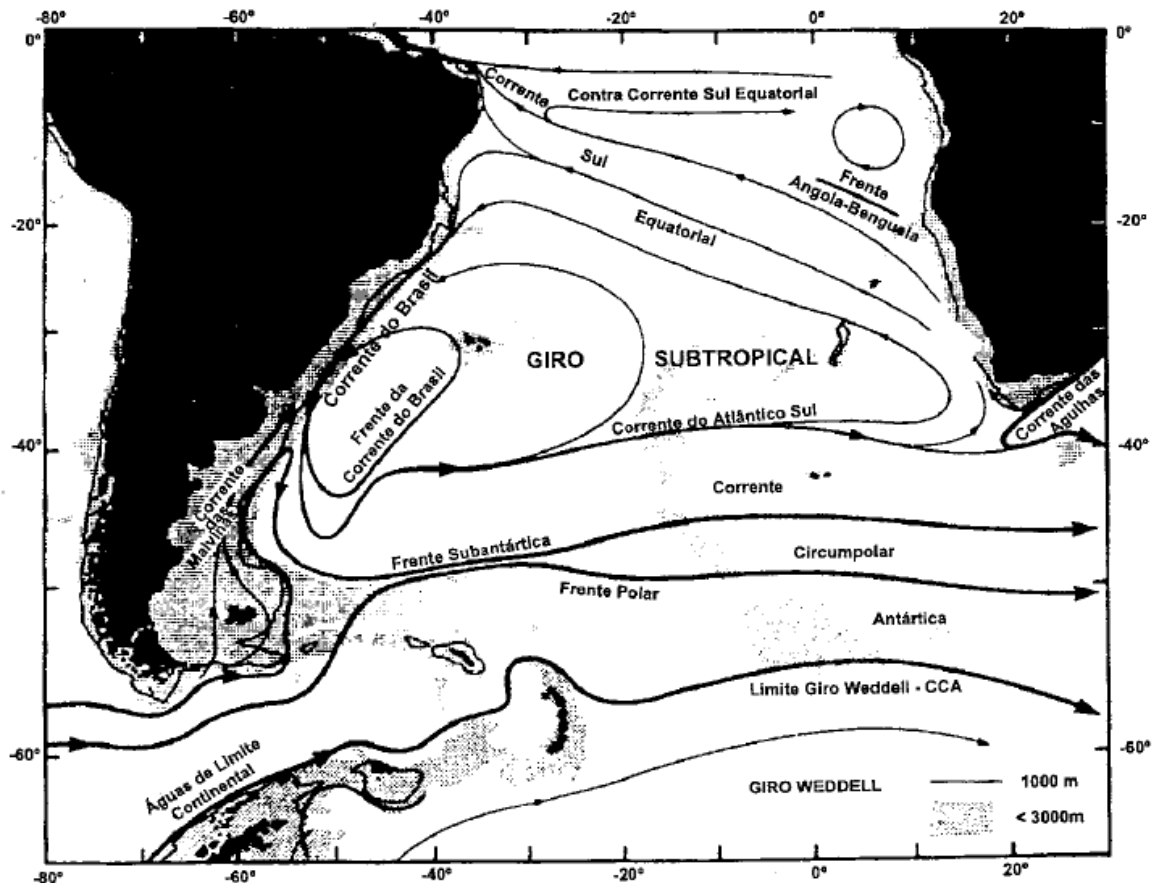 -80° -60° -40° -20° 0° 20°
0° 0°
Corrente
Contra Corrente Sul Equatorial
Sul
Frente
Angola-Benguela
-20° -20°
Equatorial
Corrente do Brasil
GIRO SUBTROPICAL
Frente da
Corrente do Brasil
Corrente do Atlântico Sul
Corrente das
Agulhas
-40° -40°
Corrente
das
Malvinas
Corrente
Frente Subantártica
Circumpolar
Frente Polar
Antártica
Limite Giro Weddell - CCA
-60° -60°
Águas de Limite
Continental
GIRO WEDDELL
1000 m
< 3000m
-80° -60° -40° -20° 0° 20°